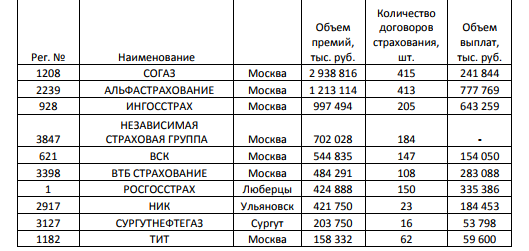 Рег. № Наименование Объем премий, тыс. руб. Количество договоров страхования, шт. Объем выплат, тыс. руб.
1208 СОГАЗ Москва 2 938 816 415 241 844
2239 АЛЬФАСТРАХОВАНИЕ Москва 1 213 114 413 777 769
928 ИНГОССТРАХ Москва 997 494 205 643 259
НЕЗАВИСИМАЯ
3847 СТРАХОВАЯ ГРУППА Москва 702 028 184 -
621 ВСК Москва 544 835 147 154 050
3398 ВТБ СТРАХОВАНИЕ Москва 484 291 108 283 088
1 РОСГОССТРАХ Люберцы 424 888 150 335 386
2917 НИК Ульяновск 421 750 23 184 453
3127 СУРГУТНЕФТЕГАЗ Сургут 203 750 16 53 798
1182 ТИТ Москва 158 332 62 59 600